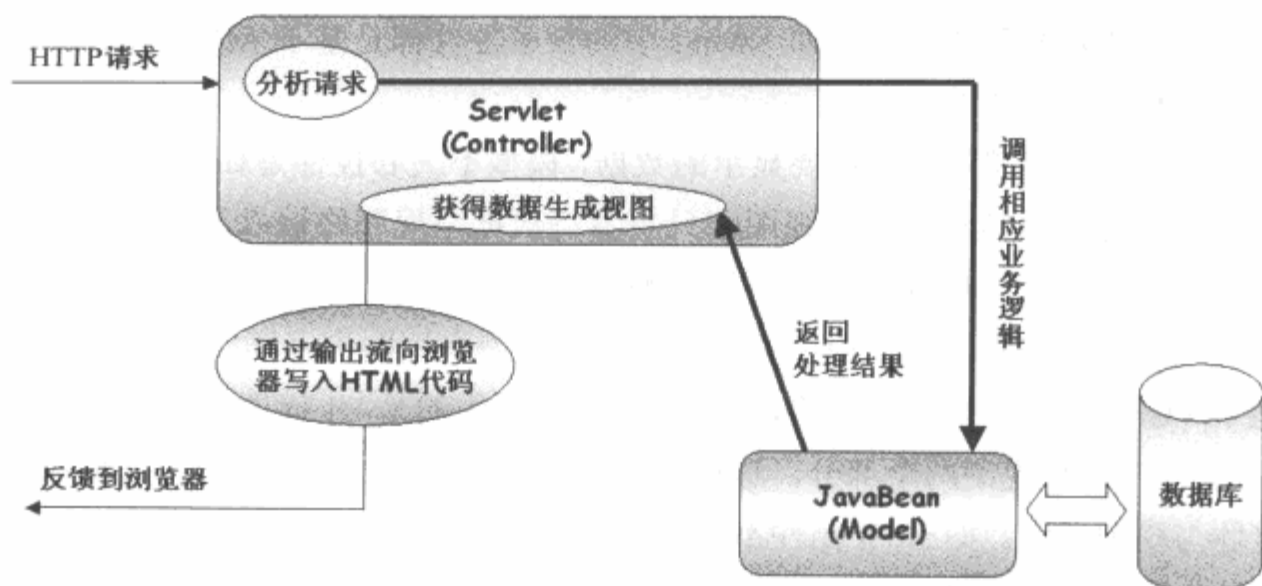 HTTP请求
分析请求
Servlet
(Controller)
获得数据生成视图
调用相应业务逻辑
返回
处理结果
通过输出流向浏览
器写入HTML代码
反馈到浏览器
JavaBean
(Model)
数据库